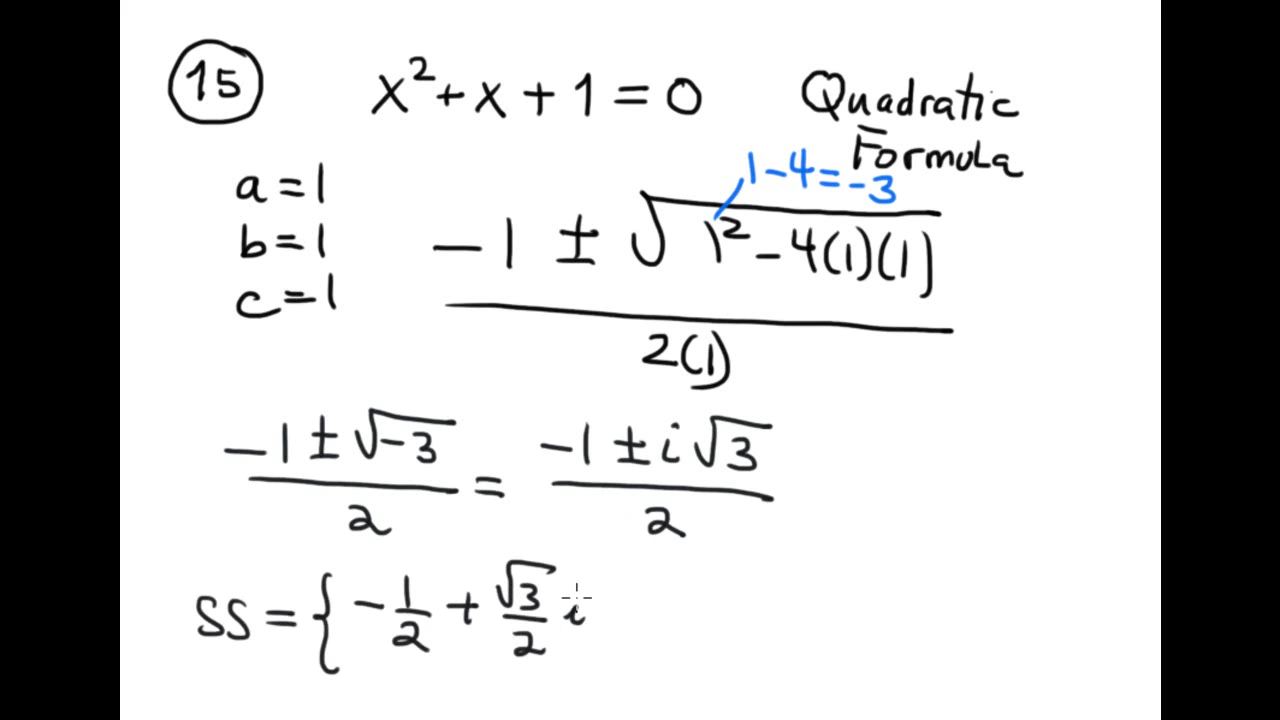 15 x² + x + 1 = 0 Quadratic
Formula
1 - 4 = -3
a = 1
b = 1
c = 1
-1 ± √(1² - 4(1)(1))
2(1)
(-1 ± √-3)/2 = (-1 ± i√3)/2
SS = { -1/2 + √3/2 i